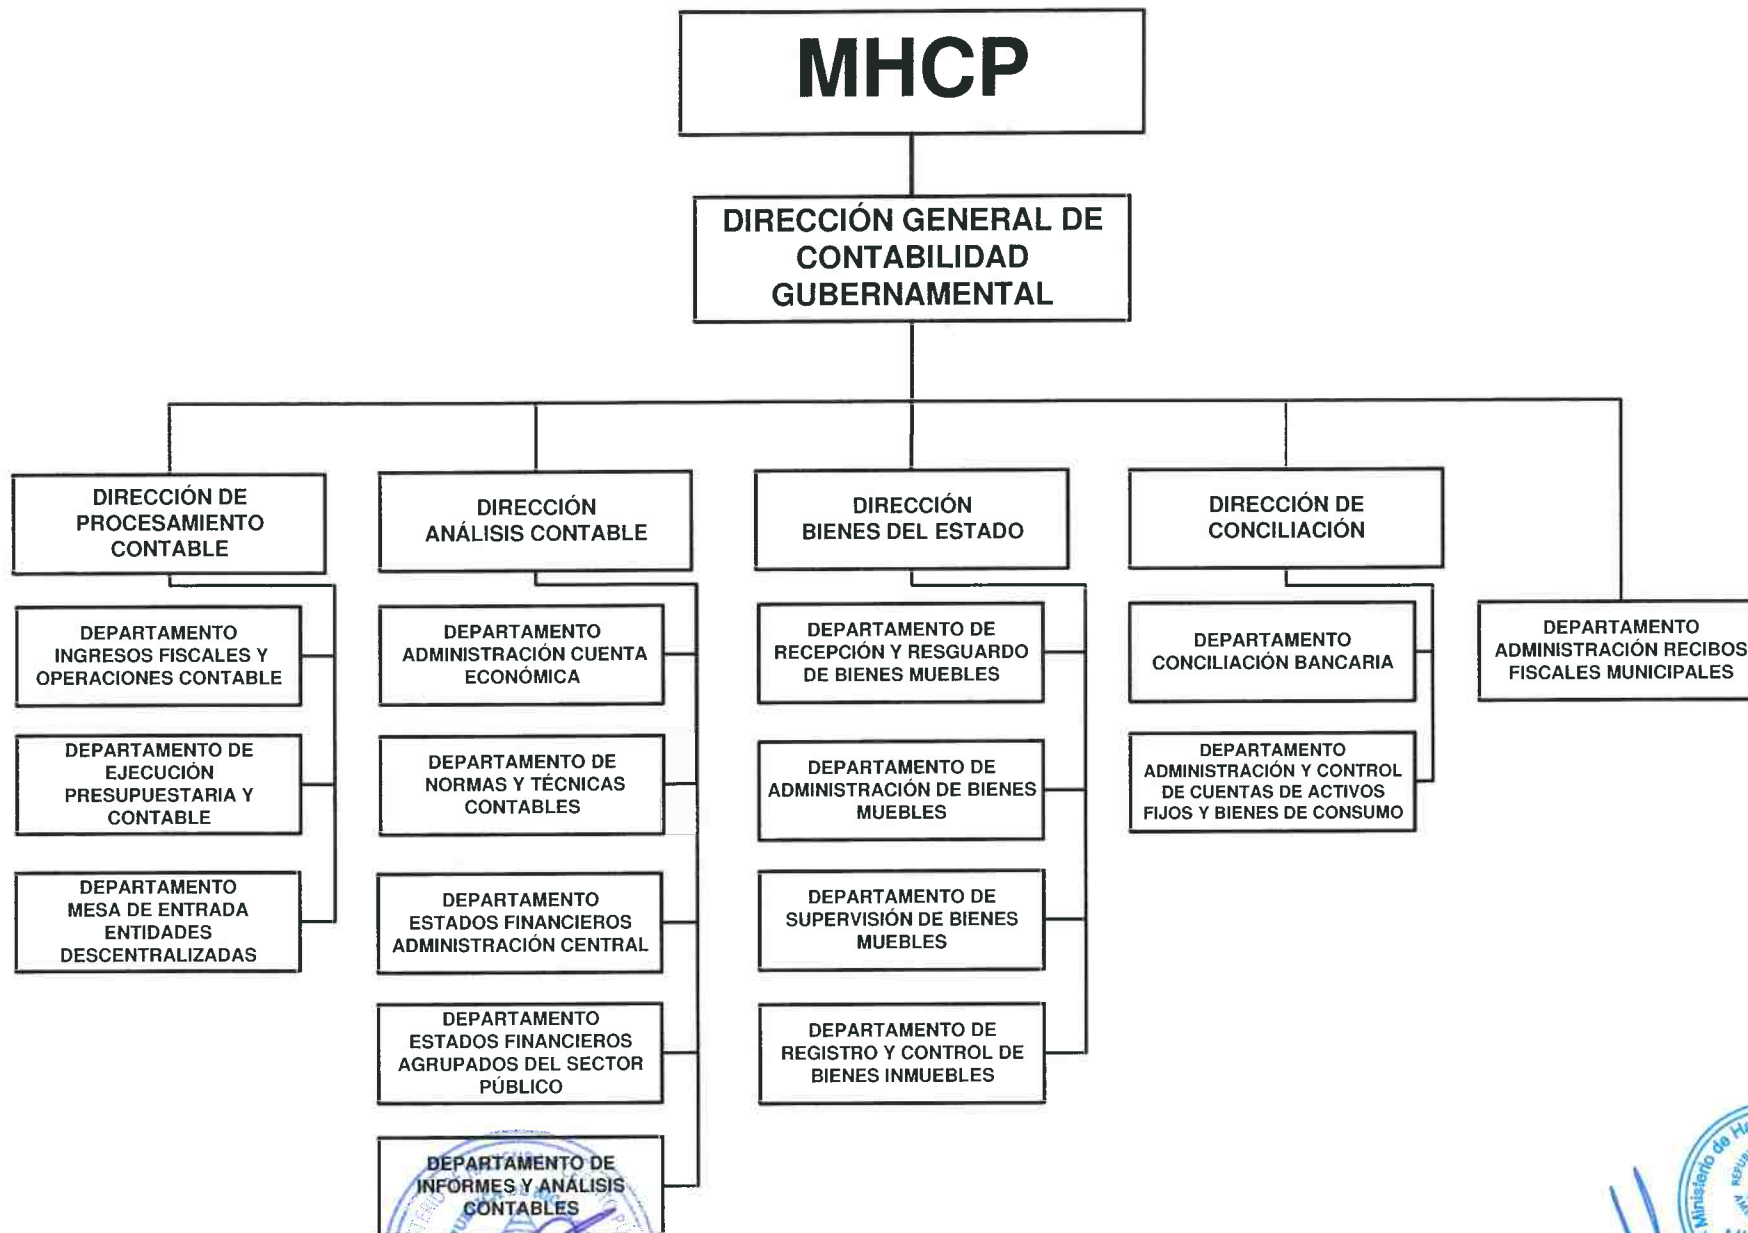 MHCP
DIRECCIÓN GENERAL DE
CONTABILIDAD
GUBERNAMENTAL
DIRECCIÓN DE
PROCESAMIENTO
CONTABLE
DEPARTAMENTO
INGRESOS FISCALES Y
OPERACIONES CONTABLE
DEPARTAMENTO DE
EJECUCIÓN
PRESUPUESTARIA Y
CONTABLE
DEPARTAMENTO
MESA DE ENTRADA
ENTIDADES
DESCENTRALIZADAS
DIRECCIÓN
ANÁLISIS CONTABLE
DEPARTAMENTO
ADMINISTRACIÓN CUENTA
ECONÓMICA
DEPARTAMENTO DE
NORMAS Y TÉCNICAS
CONTABLES
DEPARTAMENTO
ESTADOS FINANCIEROS
ADMINISTRACIÓN CENTRAL
DEPARTAMENTO
ESTADOS FINANCIEROS
AGRUPADOS DEL SECTOR
PÚBLICO
DEPARTAMENTO DE
INFORMES Y ANÁLISIS
CONTABLES
DIRECCIÓN
BIENES DEL ESTADO
DEPARTAMENTO DE
RECEPCIÓN Y RESGUARDO
DE BIENES MUEBLES
DEPARTAMENTO DE
ADMINISTRACIÓN DE BIENES
MUEBLES
DEPARTAMENTO DE
SUPERVISIÓN DE BIENES
MUEBLES
DEPARTAMENTO DE
REGISTRO Y CONTROL DE
BIENES INMUEBLES
DIRECCIÓN DE
CONCILIACIÓN
DEPARTAMENTO
CONCILIACIÓN BANCARIA
DEPARTAMENTO
ADMINISTRACIÓN Y CONTROL
DE CUENTAS DE ACTIVOS
FIJOS Y BIENES DE CONSUMO
DEPARTAMENTO
ADMINISTRACIÓN RECIBOS
FISCALES MUNICIPALES
Ministerio de Ha